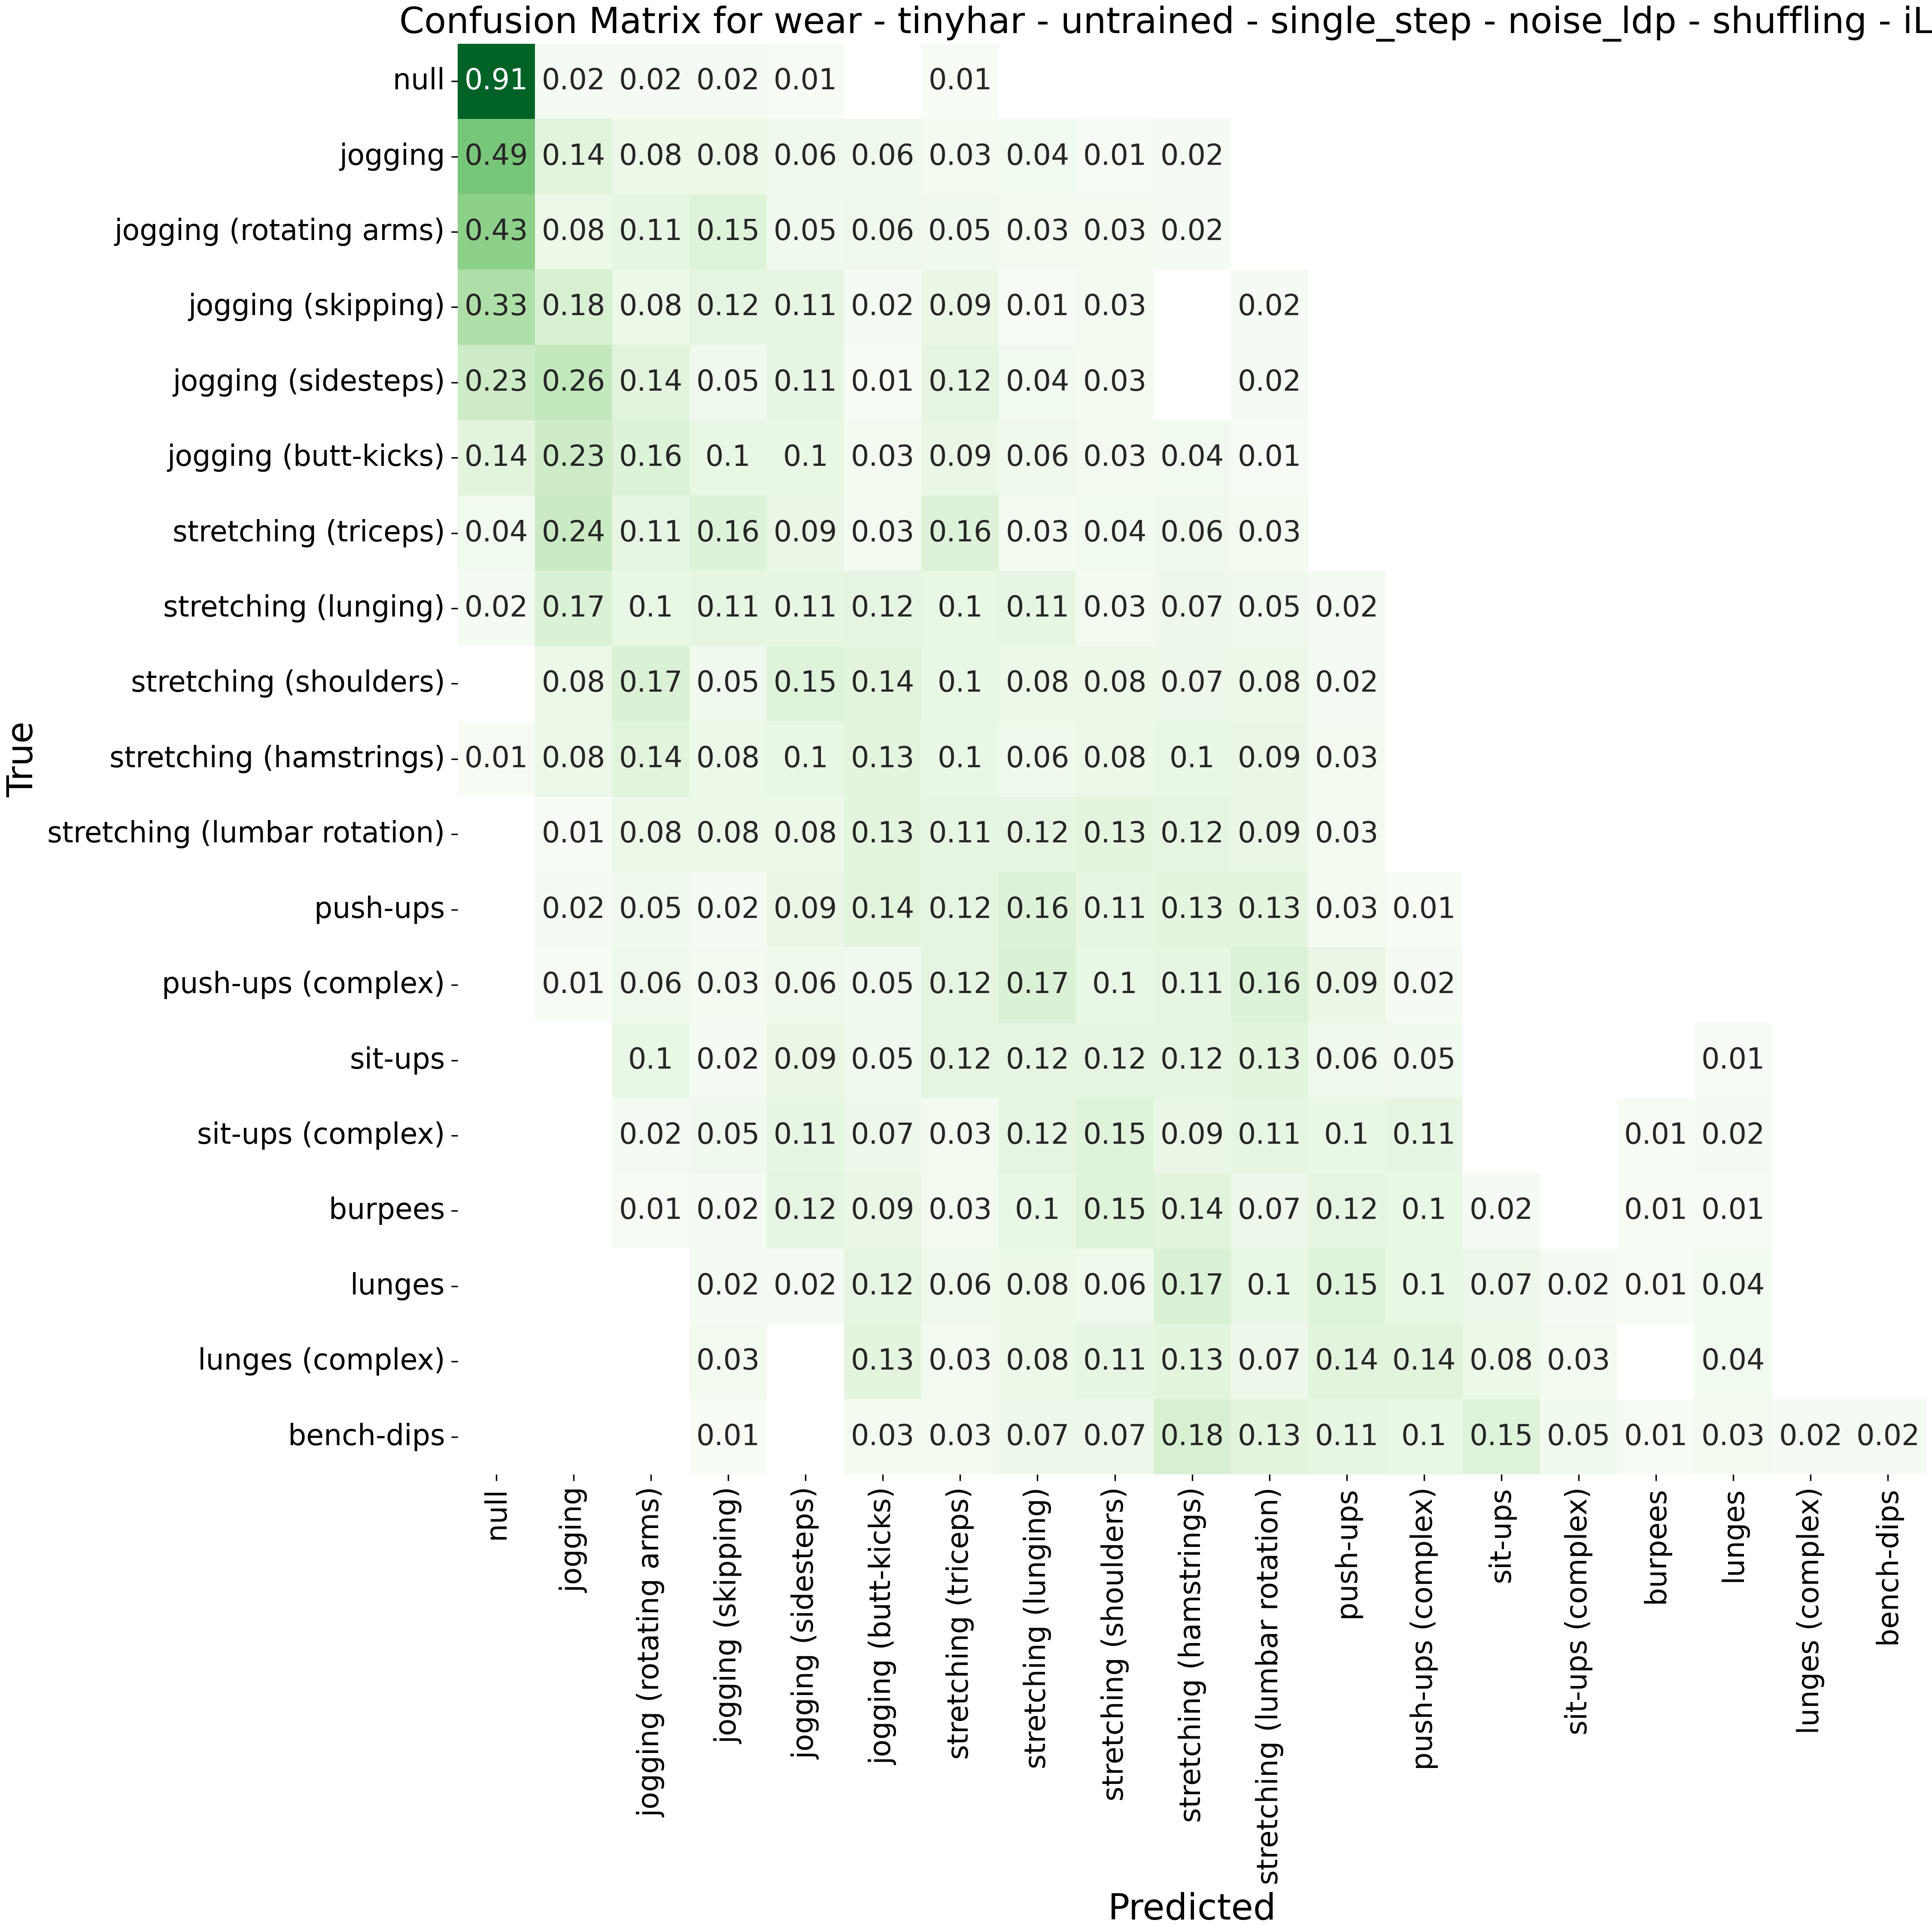 Confusion Matrix for wear - tinyhar - untrained - single_step - noise_ldp - shuffling - iL
True
null 0.91 0.02 0.02 0.02 0.01 0.01
jogging 0.49 0.14 0.08 0.08 0.06 0.06 0.03 0.04 0.01 0.02
jogging (rotating arms) 0.43 0.08 0.11 0.15 0.05 0.06 0.05 0.03 0.03 0.02
jogging (skipping) 0.33 0.18 0.08 0.12 0.11 0.02 0.09 0.01 0.03 0.02
jogging (sidesteps) 0.23 0.26 0.14 0.05 0.11 0.01 0.12 0.04 0.03 0.02
jogging (butt-kicks) 0.14 0.23 0.16 0.1 0.1 0.03 0.09 0.06 0.03 0.04 0.01
stretching (triceps) 0.04 0.24 0.11 0.16 0.09 0.03 0.16 0.03 0.04 0.06 0.03
stretching (lunging) 0.02 0.17 0.1 0.11 0.11 0.12 0.1 0.11 0.03 0.07 0.05 0.02
stretching (shoulders) 0.08 0.17 0.05 0.15 0.14 0.1 0.08 0.08 0.07 0.08 0.02
stretching (hamstrings) 0.01 0.08 0.14 0.08 0.1 0.13 0.1 0.06 0.08 0.1 0.09 0.03
stretching (lumbar rotation) 0.01 0.08 0.08 0.08 0.13 0.11 0.12 0.13 0.12 0.09 0.03
push-ups 0.02 0.05 0.02 0.09 0.14 0.12 0.16 0.11 0.13 0.13 0.03 0.01
push-ups (complex) 0.01 0.06 0.03 0.06 0.05 0.12 0.17 0.1 0.11 0.16 0.09 0.02
sit-ups 0.1 0.02 0.09 0.05 0.12 0.12 0.12 0.12 0.13 0.06 0.05 0.01
sit-ups (complex) 0.02 0.05 0.11 0.07 0.03 0.12 0.15 0.09 0.11 0.1 0.11 0.01 0.02
burpees 0.01 0.02 0.12 0.09 0.03 0.1 0.15 0.14 0.07 0.12 0.1 0.02 0.01 0.01
lunges 0.02 0.02 0.12 0.06 0.08 0.06 0.17 0.1 0.15 0.1 0.07 0.02 0.01 0.04
lunges (complex) 0.03 0.13 0.03 0.08 0.11 0.13 0.07 0.14 0.14 0.08 0.03 0.04
bench-dips 0.01 0.03 0.03 0.07 0.07 0.18 0.13 0.11 0.1 0.15 0.05 0.01 0.03 0.02 0.02
null
jogging
jogging (rotating arms)
jogging (skipping)
jogging (sidesteps)
jogging (butt-kicks)
stretching (triceps)
stretching (lunging)
stretching (shoulders)
stretching (hamstrings)
stretching (lumbar rotation)
push-ups
push-ups (complex)
sit-ups
sit-ups (complex)
burpees
lunges
lunges (complex)
bench-dips
Predicted